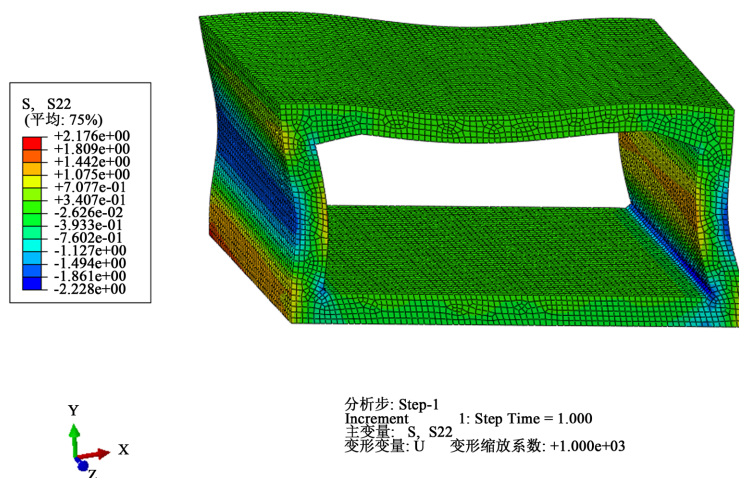 S, S22
(平均: 75%)
+2.176e+00
+1.809e+00
+1.442e+00
+1.075e+00
+7.077e-01
+3.407e-01
-2.626e-02
-3.933e-01
-7.602e-01
-1.127e+00
-1.494e+00
-1.861e+00
-2.228e+00
Y
X
Z
分析步: Step-1
Increment 1: Step Time = 1.000
主变量: S, S22
变形变量: U 变形缩放系数: +1.000e+03